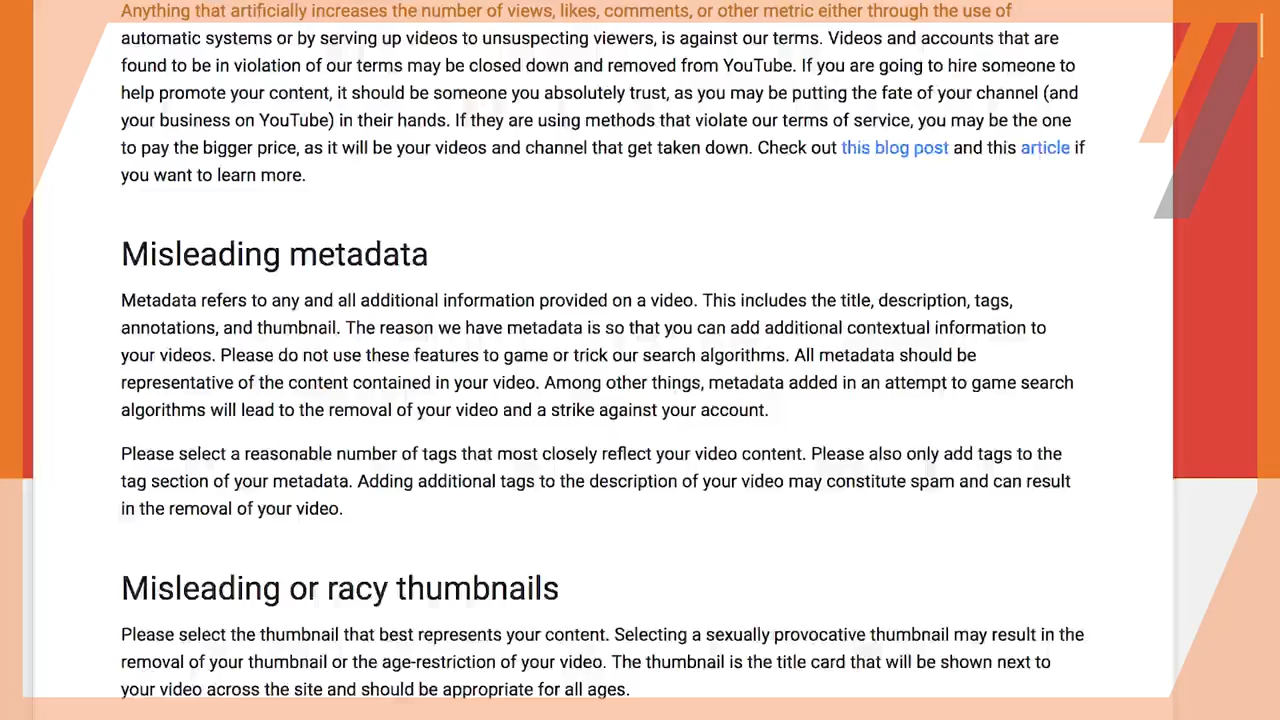 Anything that artificially increases the number of views, likes, comments, or other metric either through the use of
automatic systems or by serving up videos to unsuspecting viewers, is against our terms. Videos and accounts that are
found to be in violation of our terms may be closed down and removed from YouTube. If you are going to hire someone to
help promote your content, it should be someone you absolutely trust, as you may be putting the fate of your channel (and
your business on YouTube) in their hands. If they are using methods that violate our terms of service, you may be the one
to pay the bigger price, as it will be your videos and channel that get taken down. Check out this blog post and this article if
you want to learn more.
Misleading metadata
Metadata refers to any and all additional information provided on a video. This includes the title, description, tags,
annotations, and thumbnail. The reason we have metadata is so that you can add additional contextual information to
your videos. Please do not use these features to game or trick our search algorithms. All metadata should be
representative of the content contained in your video. Among other things, metadata added in an attempt to game search
algorithms will lead to the removal of your video and a strike against your account.
Please select a reasonable number of tags that most closely reflect your video content. Please also only add tags to the
tag section of your metadata. Adding additional tags to the description of your video may constitute spam and can result
in the removal of your video.
Misleading or racy thumbnails
Please select the thumbnail that best represents your content. Selecting a sexually provocative thumbnail may result in the
removal of your thumbnail or the age-restriction of your video. The thumbnail is the title card that will be shown next to
your video across the site and should be appropriate for all ages.